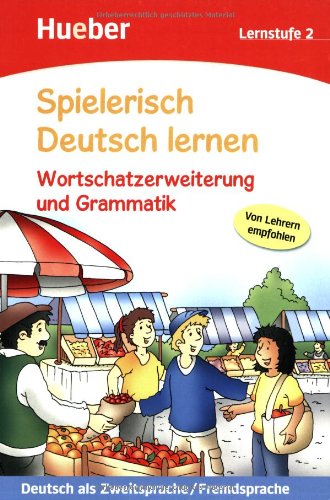 Urheberrechtlich geschütztes Material
Hueber
Lernstufe 2
Spielerisch
Deutsch lernen
Wortschatzerweiterung
und Grammatik
Von Lehrern
empfohlen
Deutsch als Zweitsprache / Fremdsprache